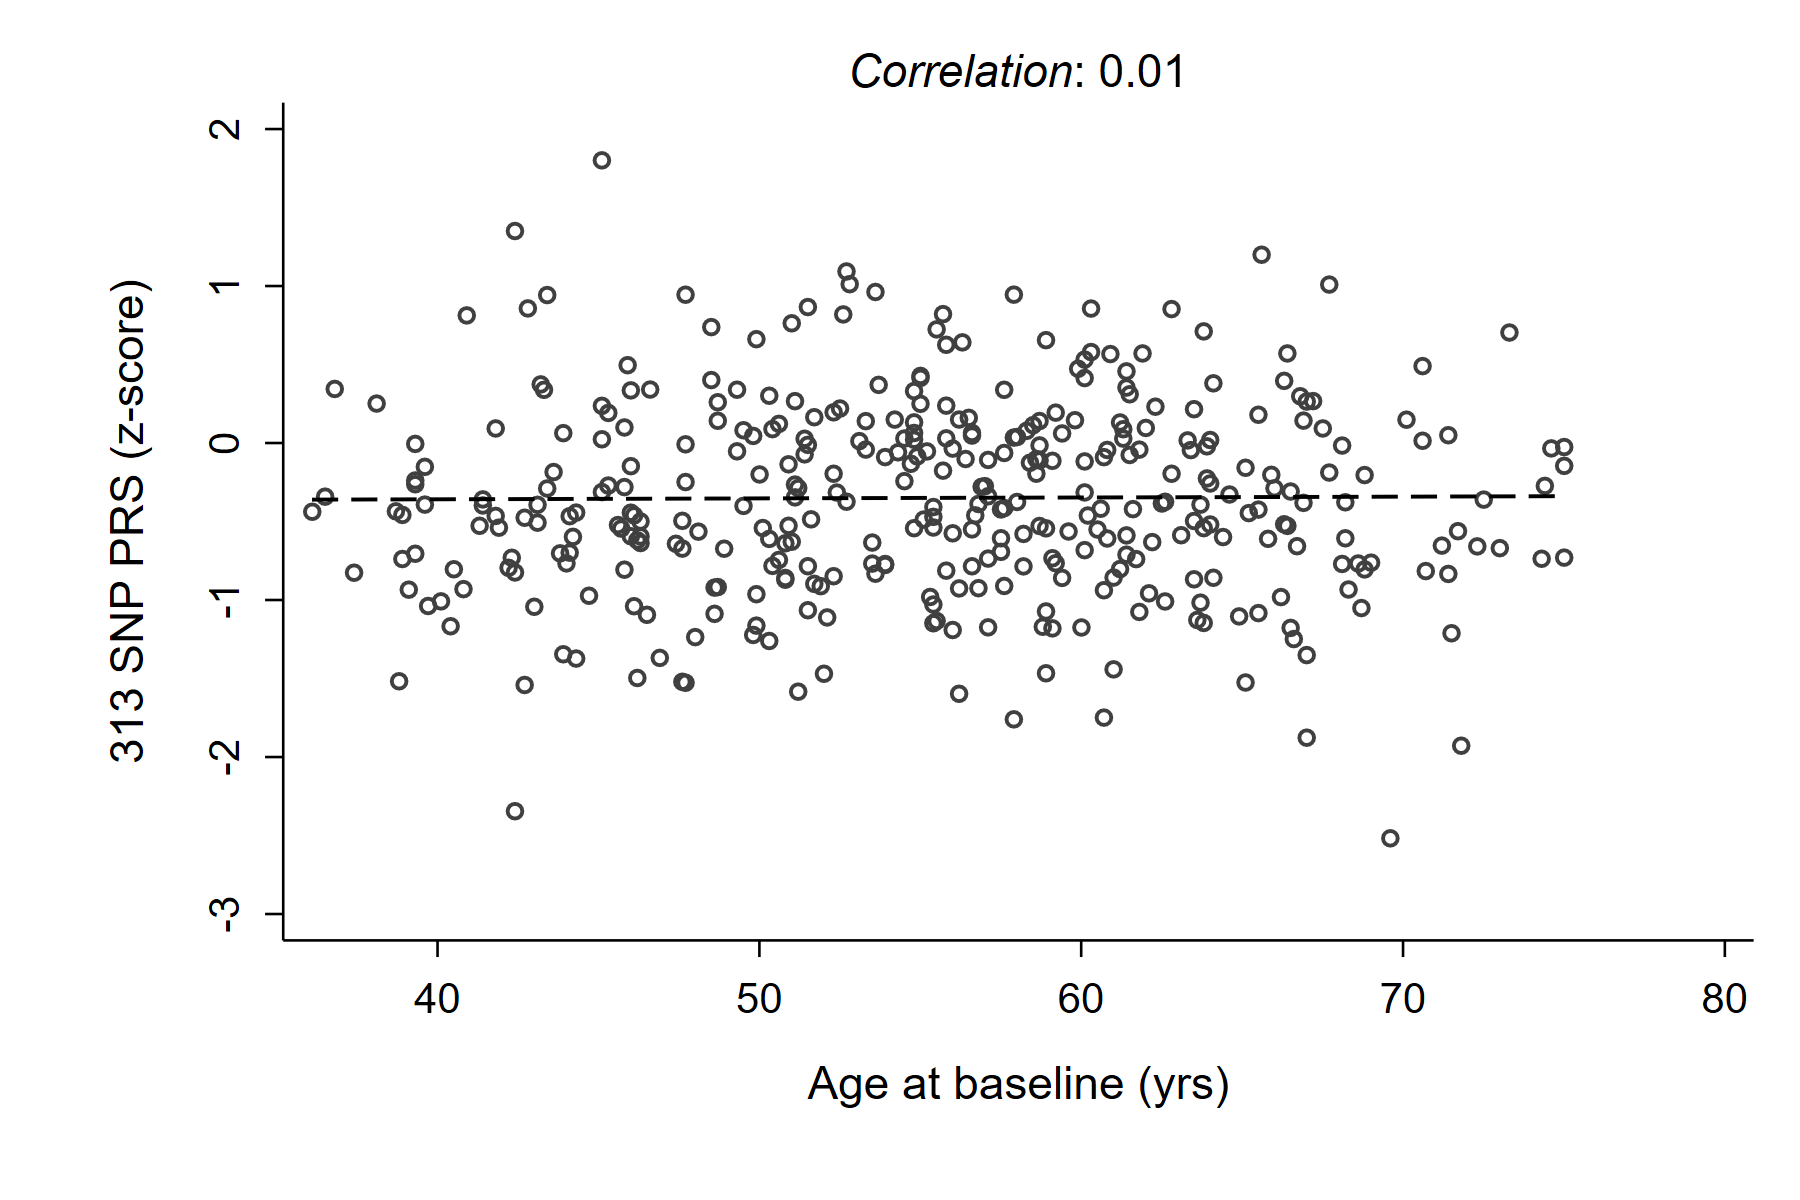 Correlation: 0.01
313 SNP PRS (z-score)
2
1
0
-1
-2
-3
40 50 60 70 80
Age at baseline (yrs)